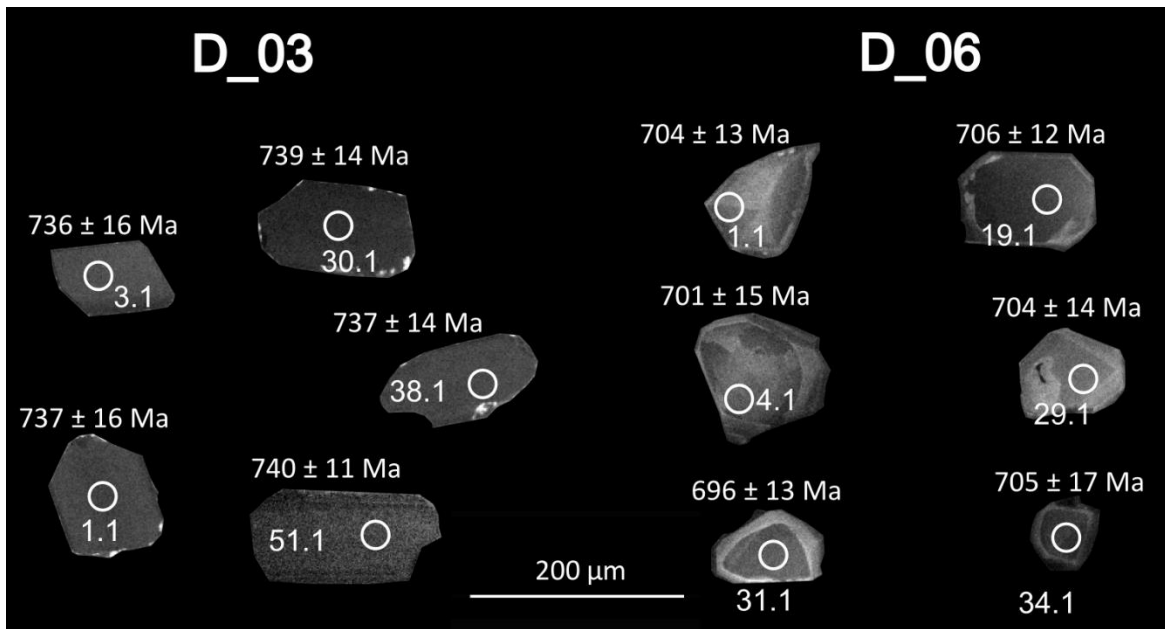 D_03
739 ± 14 Ma
30.1
736 ± 16 Ma
3.1
737 ± 14 Ma
38.1
737 ± 16 Ma
1.1
740 ± 11 Ma
51.1
200 µm
D_06
704 ± 13 Ma
1.1
706 ± 12 Ma
19.1
701 ± 15 Ma
4.1
704 ± 14 Ma
29.1
696 ± 13 Ma
31.1
705 ± 17 Ma
34.1